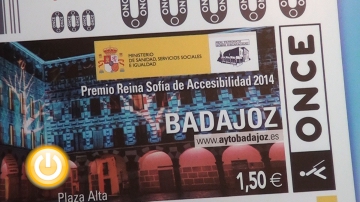 000
MINISTERIO
DE SANIDAD, SERVICIOS SOCIALES
E IGUALDAD
Premio Reina Sofía de Accesibilidad 2014
BADAJOZ
www.aytobadajoz.es
1,50 €
Plaza Alta
ONCE